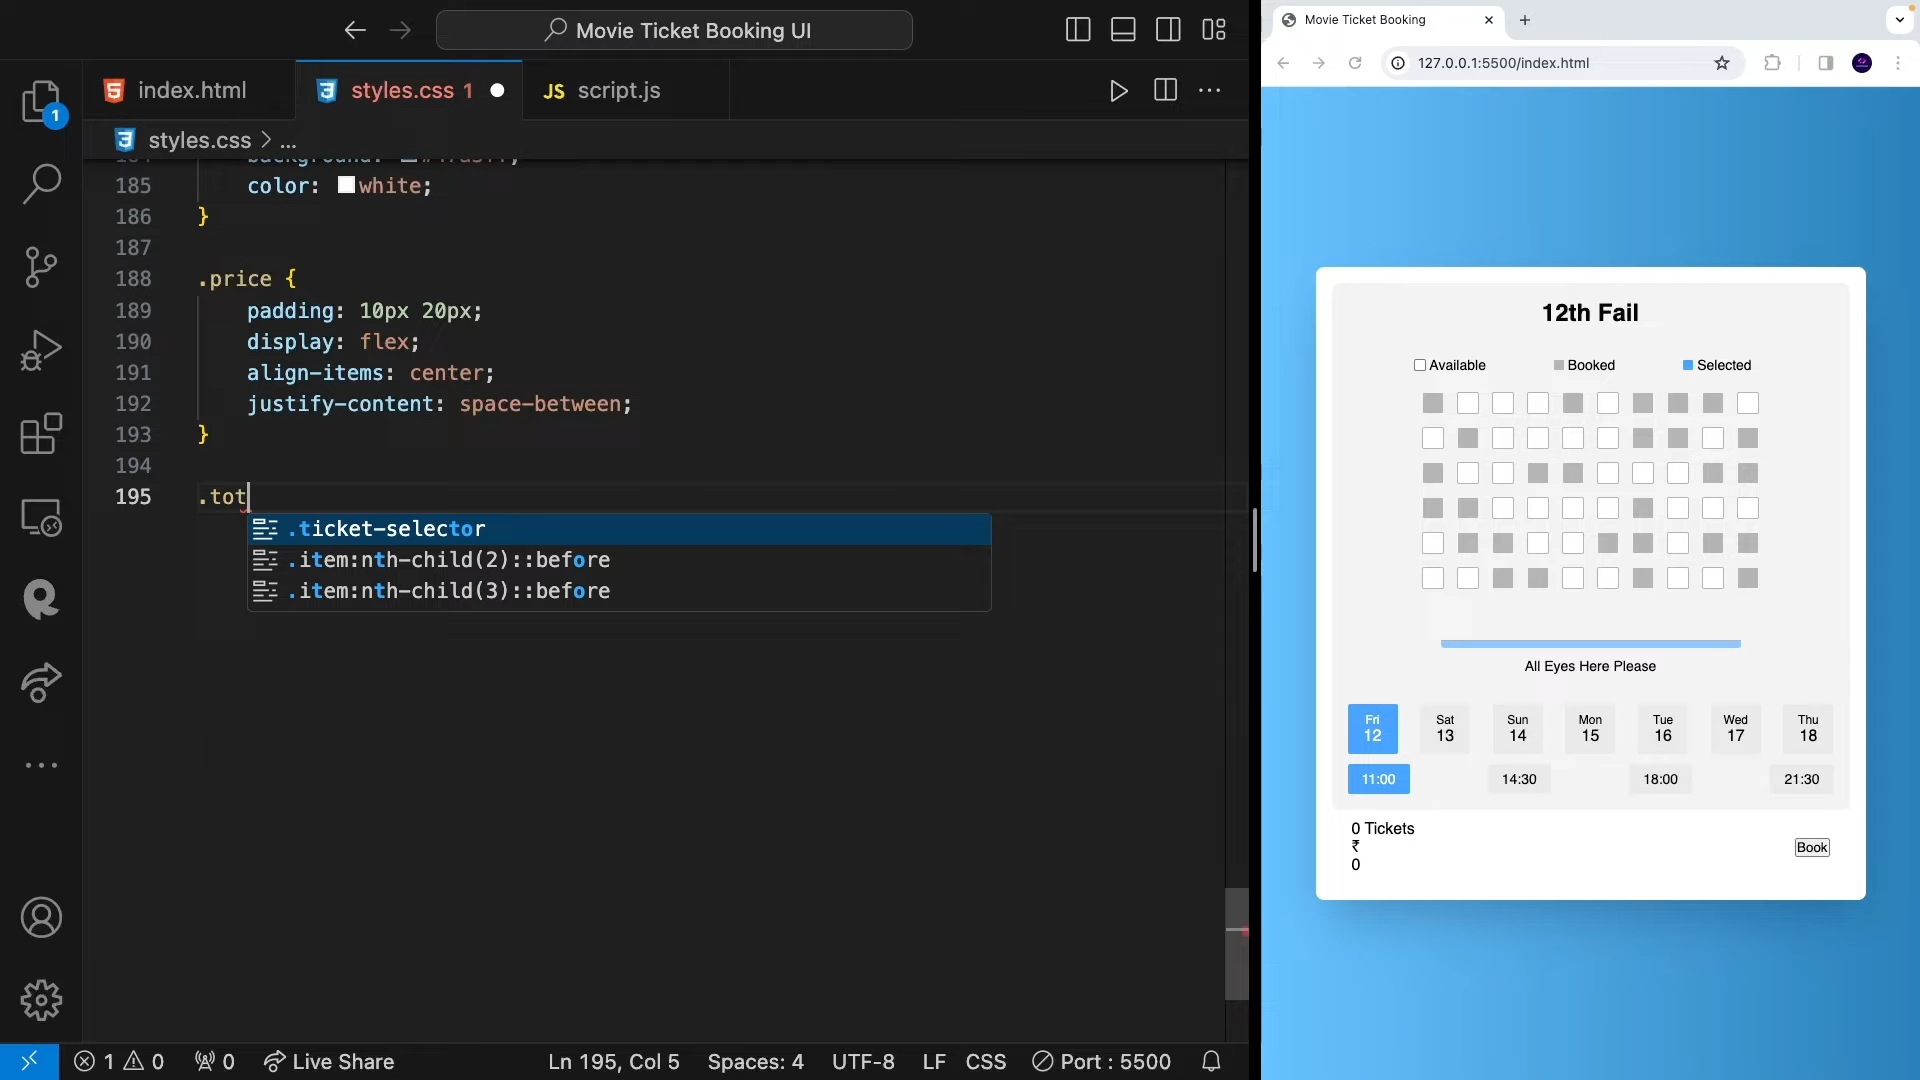 Movie Ticket Booking UI
index.html
styles.css 1
JS script.js
styles.css > ...
185 color: white;
186 }
187
188 .price {
189 padding: 10px 20px;
190 display: flex;
191 align-items: center;
192 justify-content: space-between;
193 }
194
195 .tot
.ticket-selector
.item:nth-child(2)::before
.item:nth-child(3)::before
1
1 0 0 Live Share Ln 195, Col 5 Spaces: 4 UTF-8 LF CSS Port : 5500
Movie Ticket Booking
127.0.0.1:5500/index.html
12th Fail
Available Booked Selected
All Eyes Here Please
Fri Sat Sun Mon Tue Wed Thu
12 13 14 15 16 17 18
11:00 14:30 18:00 21:30
0 Tickets
₹
0
Book